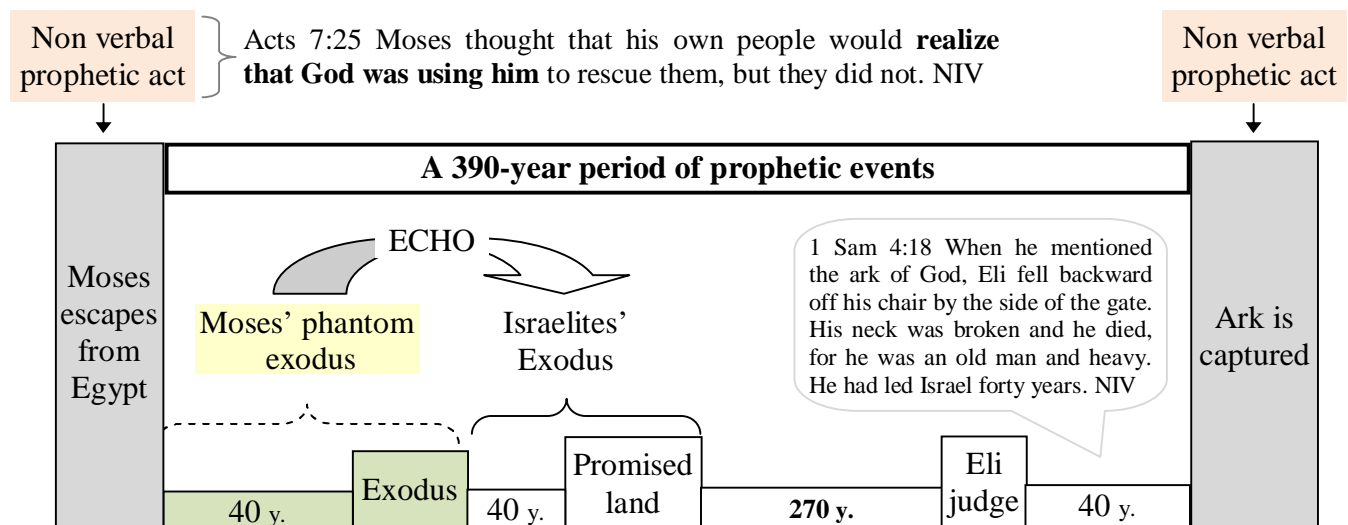 Non verbal
prophetic act
Acts 7:25 Moses thought that his own people would realize
that God was using him to rescue them, but they did not. NIV
Non verbal
prophetic act
A 390-year period of prophetic events
Moses
escapes
from
Egypt
ECHO
Moses’ phantom
exodus
Israelites’
Exodus
1 Sam 4:18 When he mentioned
the ark of God, Eli fell backward
off his chair by the side of the gate.
His neck was broken and he died,
for he was an old man and heavy.
He had led Israel forty years. NIV
Ark is
captured
40 y.
Exodus
40 y.
Promised
land
270 y.
Eli
judge
40 y.